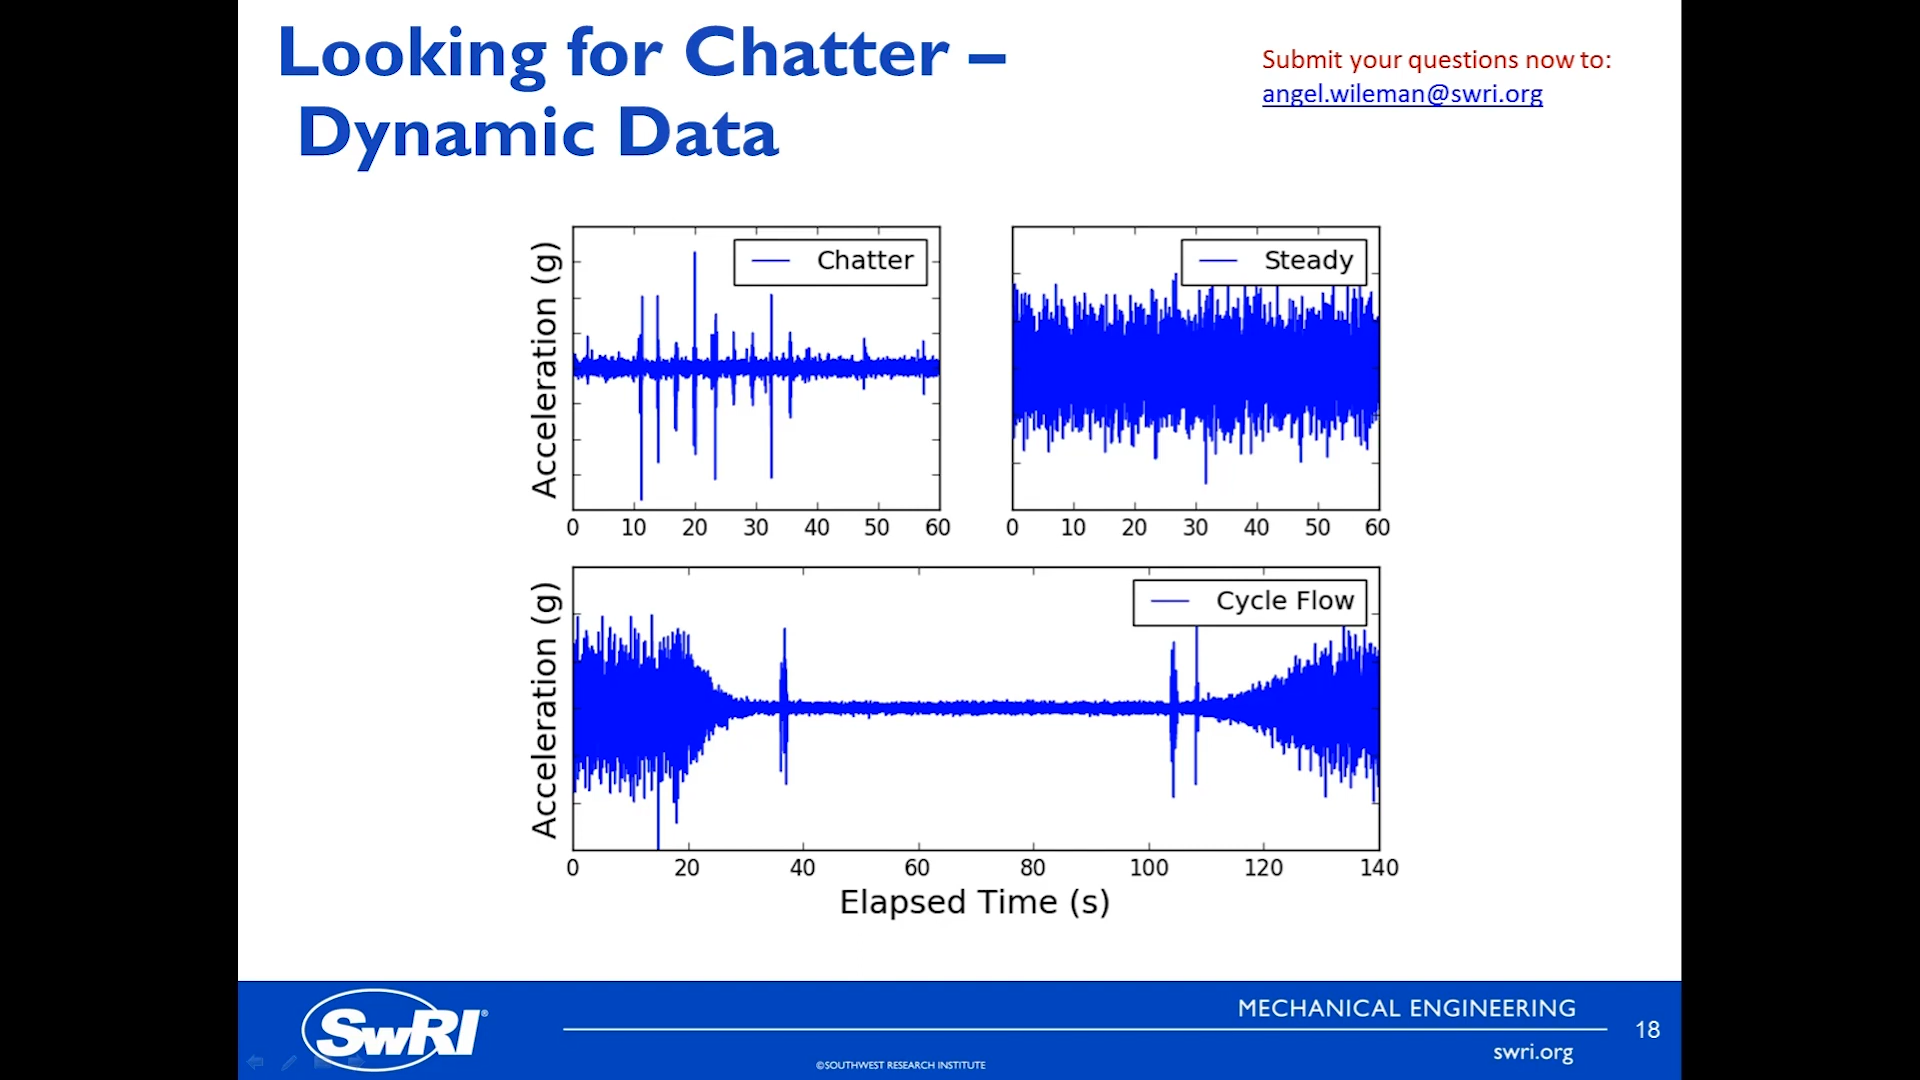 Looking for Chatter –
Dynamic Data
Submit your questions now to:
angel.wileman@swri.org
Acceleration (g)
Chatter
0 10 20 30 40 50 60
Steady
0 10 20 30 40 50 60
Acceleration (g)
Cycle Flow
0 20 40 60 80 100 120 140
Elapsed Time (s)
SwRI®
MECHANICAL ENGINEERING
18
swri.org
©SOUTHWEST RESEARCH INSTITUTE